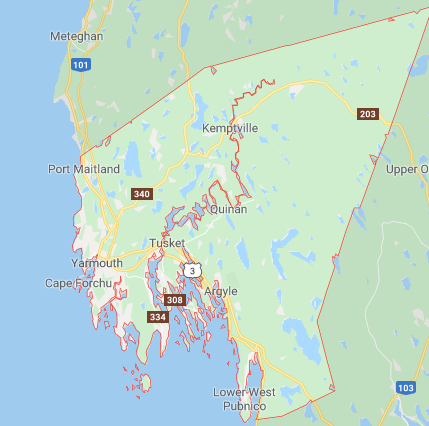 Meteghan
101
203
Kemptville
Port Maitland
Upper O
340
Quinan
Tusket
Yarmouth
3
Cape Forchu
Argyle
308
334
103
Lower West
Pubnico